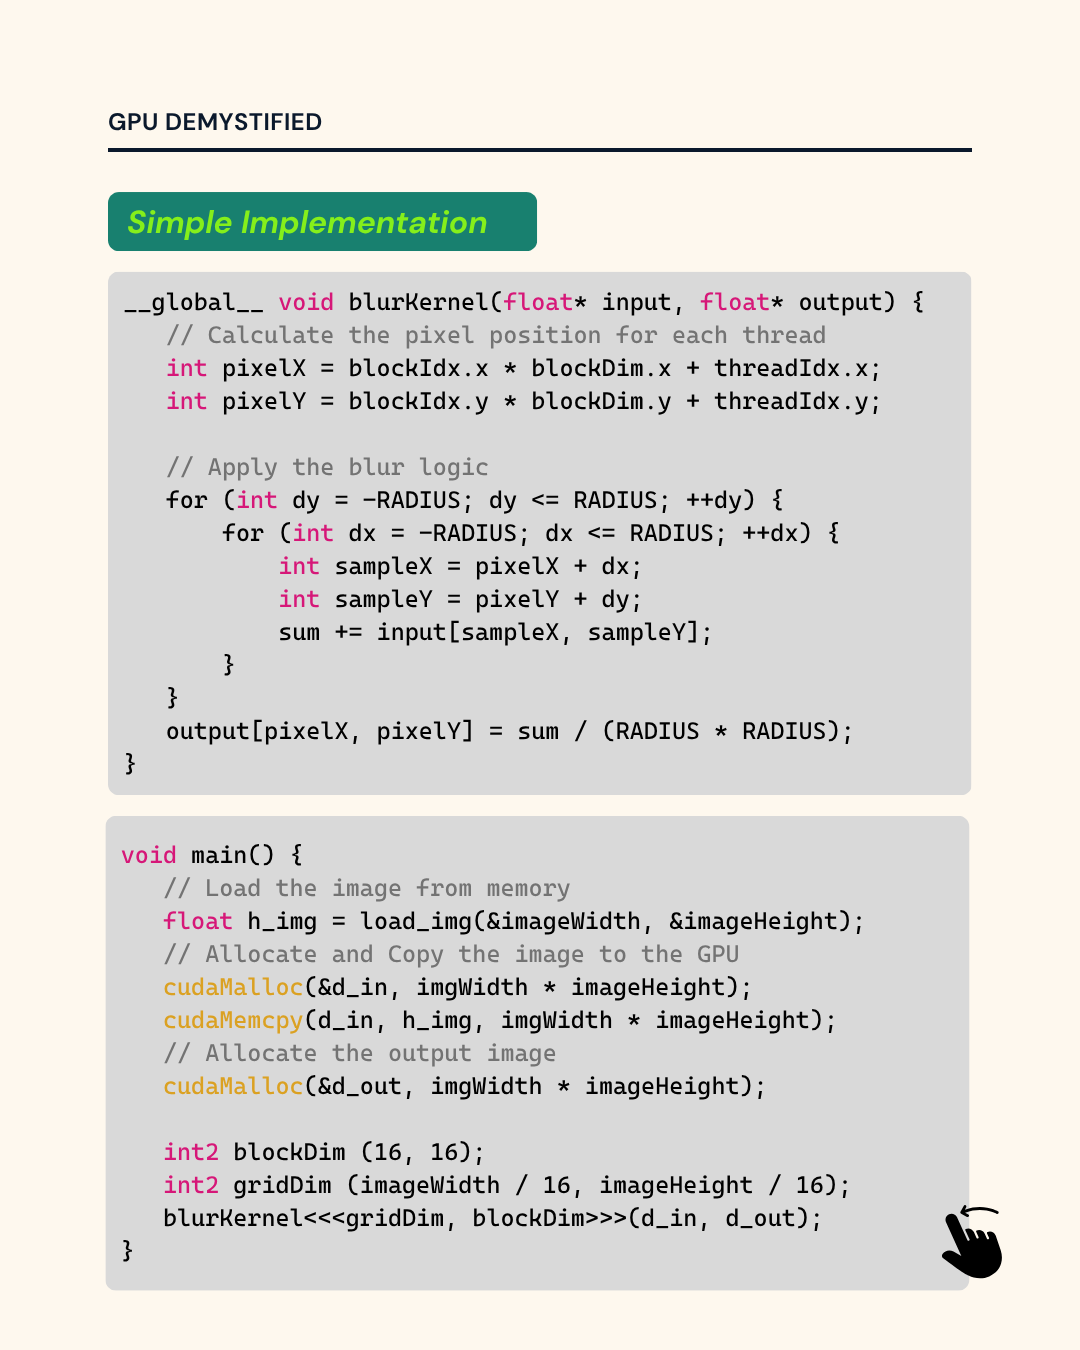 GPU DEMYSTIFIED
Simple Implementation
__global__ void blurKernel(float* input, float* output) {
   // Calculate the pixel position for each thread
   int pixelX = blockIdx.x * blockDim.x + threadIdx.x;
   int pixelY = blockIdx.y * blockDim.y + threadIdx.y;

   // Apply the blur logic
   for (int dy = -RADIUS; dy <= RADIUS; ++dy) {
       for (int dx = -RADIUS; dx <= RADIUS; ++dx) {
           int sampleX = pixelX + dx;
           int sampleY = pixelY + dy;
           sum += input[sampleX, sampleY];
       }
   }
   output[pixelX, pixelY] = sum / (RADIUS * RADIUS);
}
void main() {
   // Load the image from memory
   float h_img = load_img(&imageWidth, &imageHeight);
   // Allocate and Copy the image to the GPU
   cudaMalloc(&d_in, imgWidth * imageHeight);
   cudaMemcpy(d_in, h_img, imgWidth * imageHeight);
   // Allocate the output image
   cudaMalloc(&d_out, imgWidth * imageHeight);

   int2 blockDim (16, 16);
   int2 gridDim (imageWidth / 16, imageHeight / 16);
   blurKernel<<<gridDim, blockDim>>>(d_in, d_out);
}